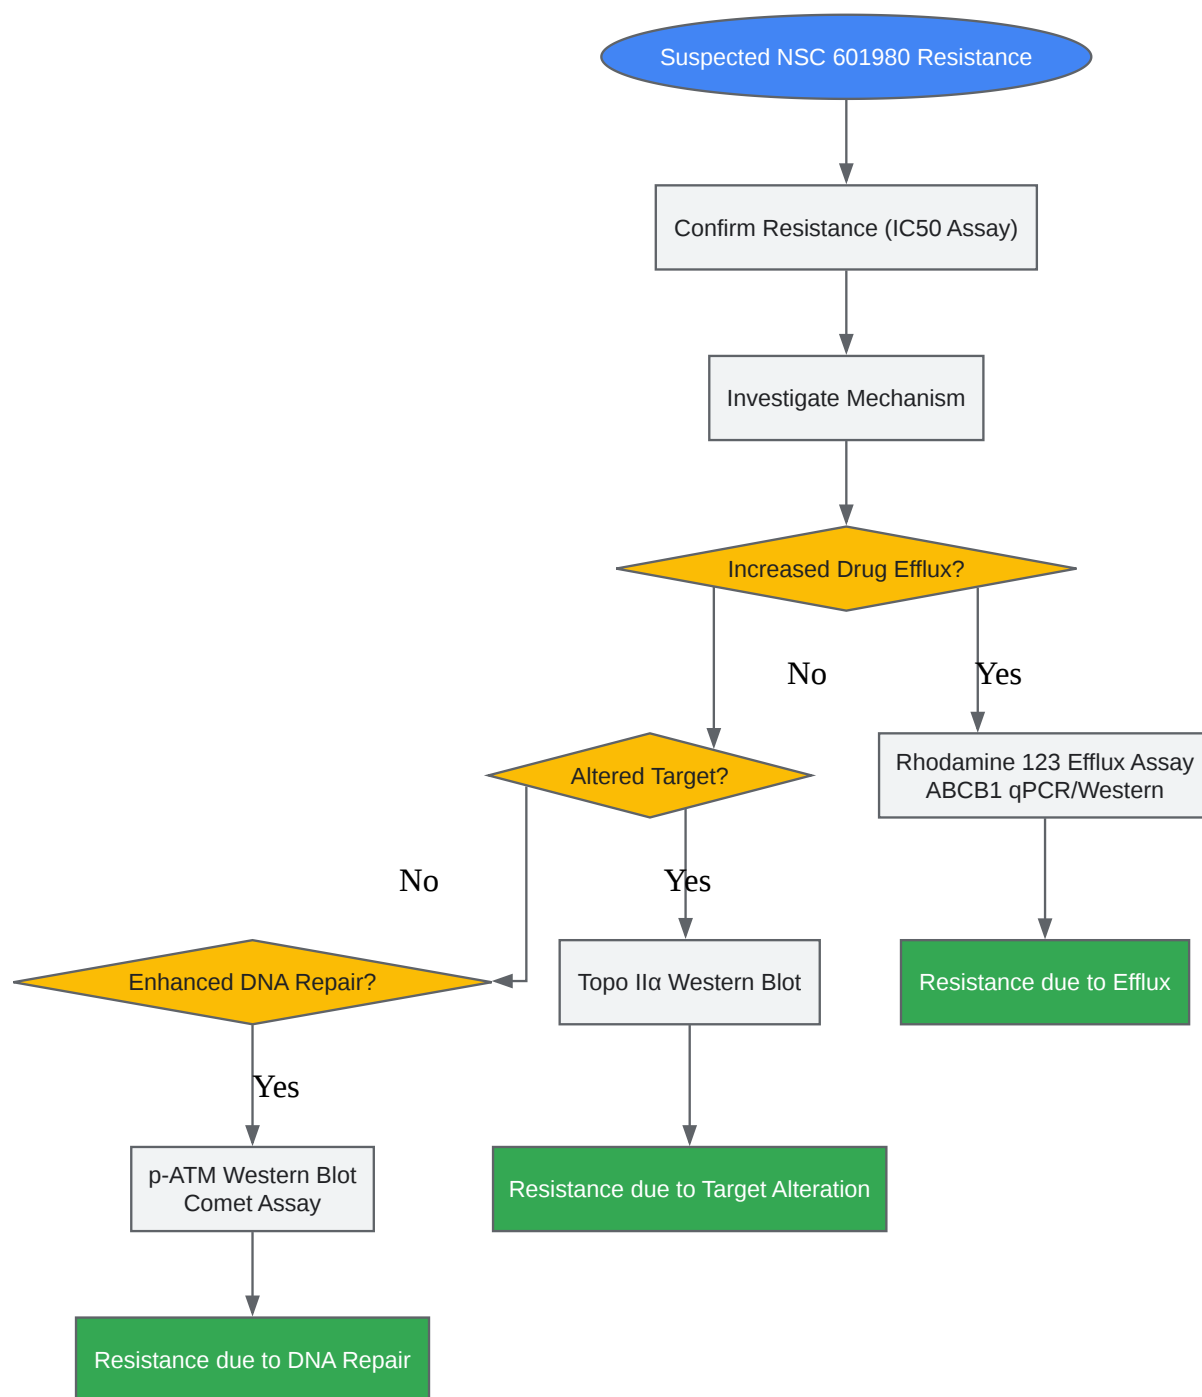 Suspected NSC 601980 Resistance
Confirm Resistance (IC50 Assay)
Investigate Mechanism
Increased Drug Efflux?
No
Yes
Altered Target?
Rhodamine 123 Efflux Assay
ABCB1 qPCR/Western
No
Yes
Enhanced DNA Repair?
Topo IIα Western Blot
Resistance due to Efflux
Yes
p-ATM Western Blot
Comet Assay
Resistance due to Target Alteration
Resistance due to DNA Repair